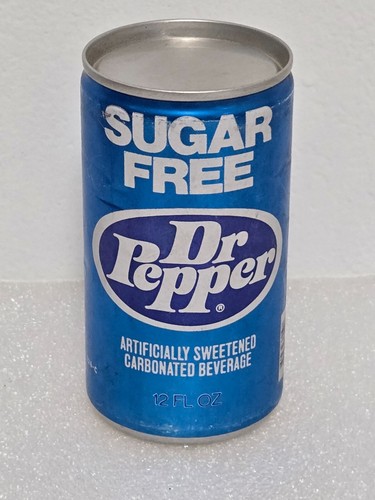 SUGAR
FREE
Dr
Pepper®
ARTIFICIALLY SWEETENED
CARBONATED BEVERAGE
12 FL OZ